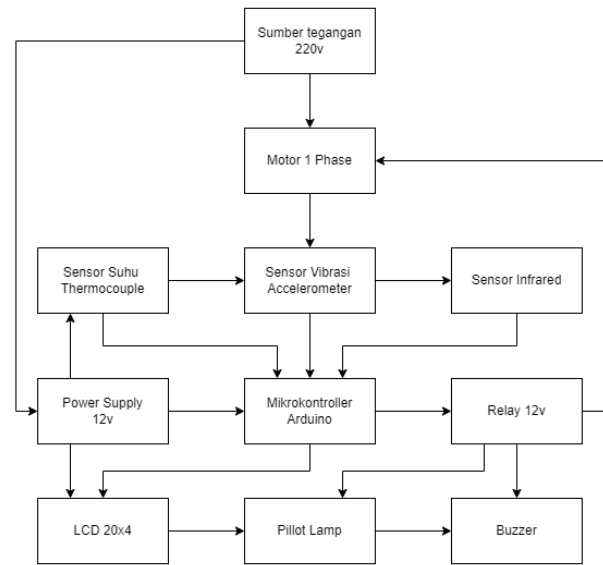 Sumber tegangan
220v
Motor 1 Phase
Sensor Suhu
Thermocouple
Sensor Vibrasi
Accelerometer
Sensor Infrared
Power Supply
12v
Mikrokontroller
Arduino
Relay 12v
LCD 20x4
Pillot Lamp
Buzzer